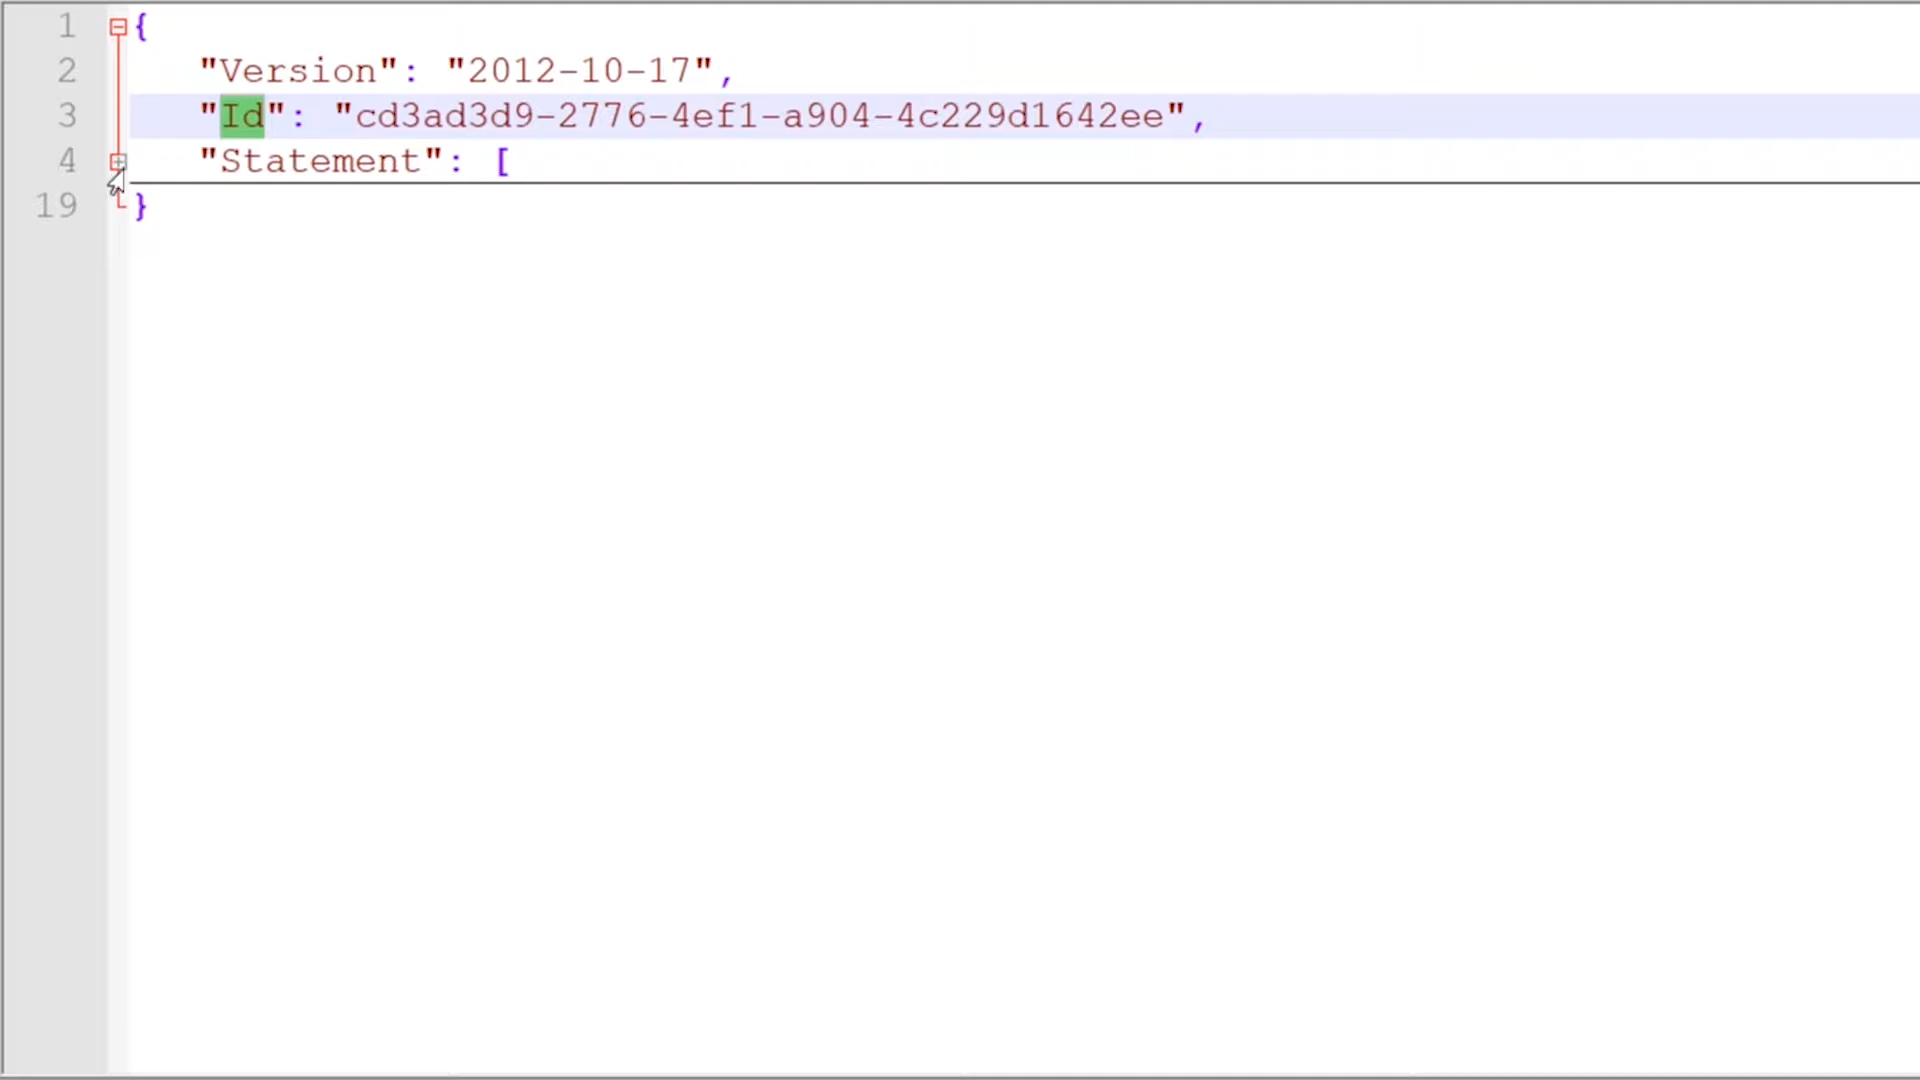 1 {
2 "Version": "2012-10-17",
3 "Id": "cd3ad3d9-2776-4ef1-a904-4c229d1642ee",
4 "Statement": [
19 }